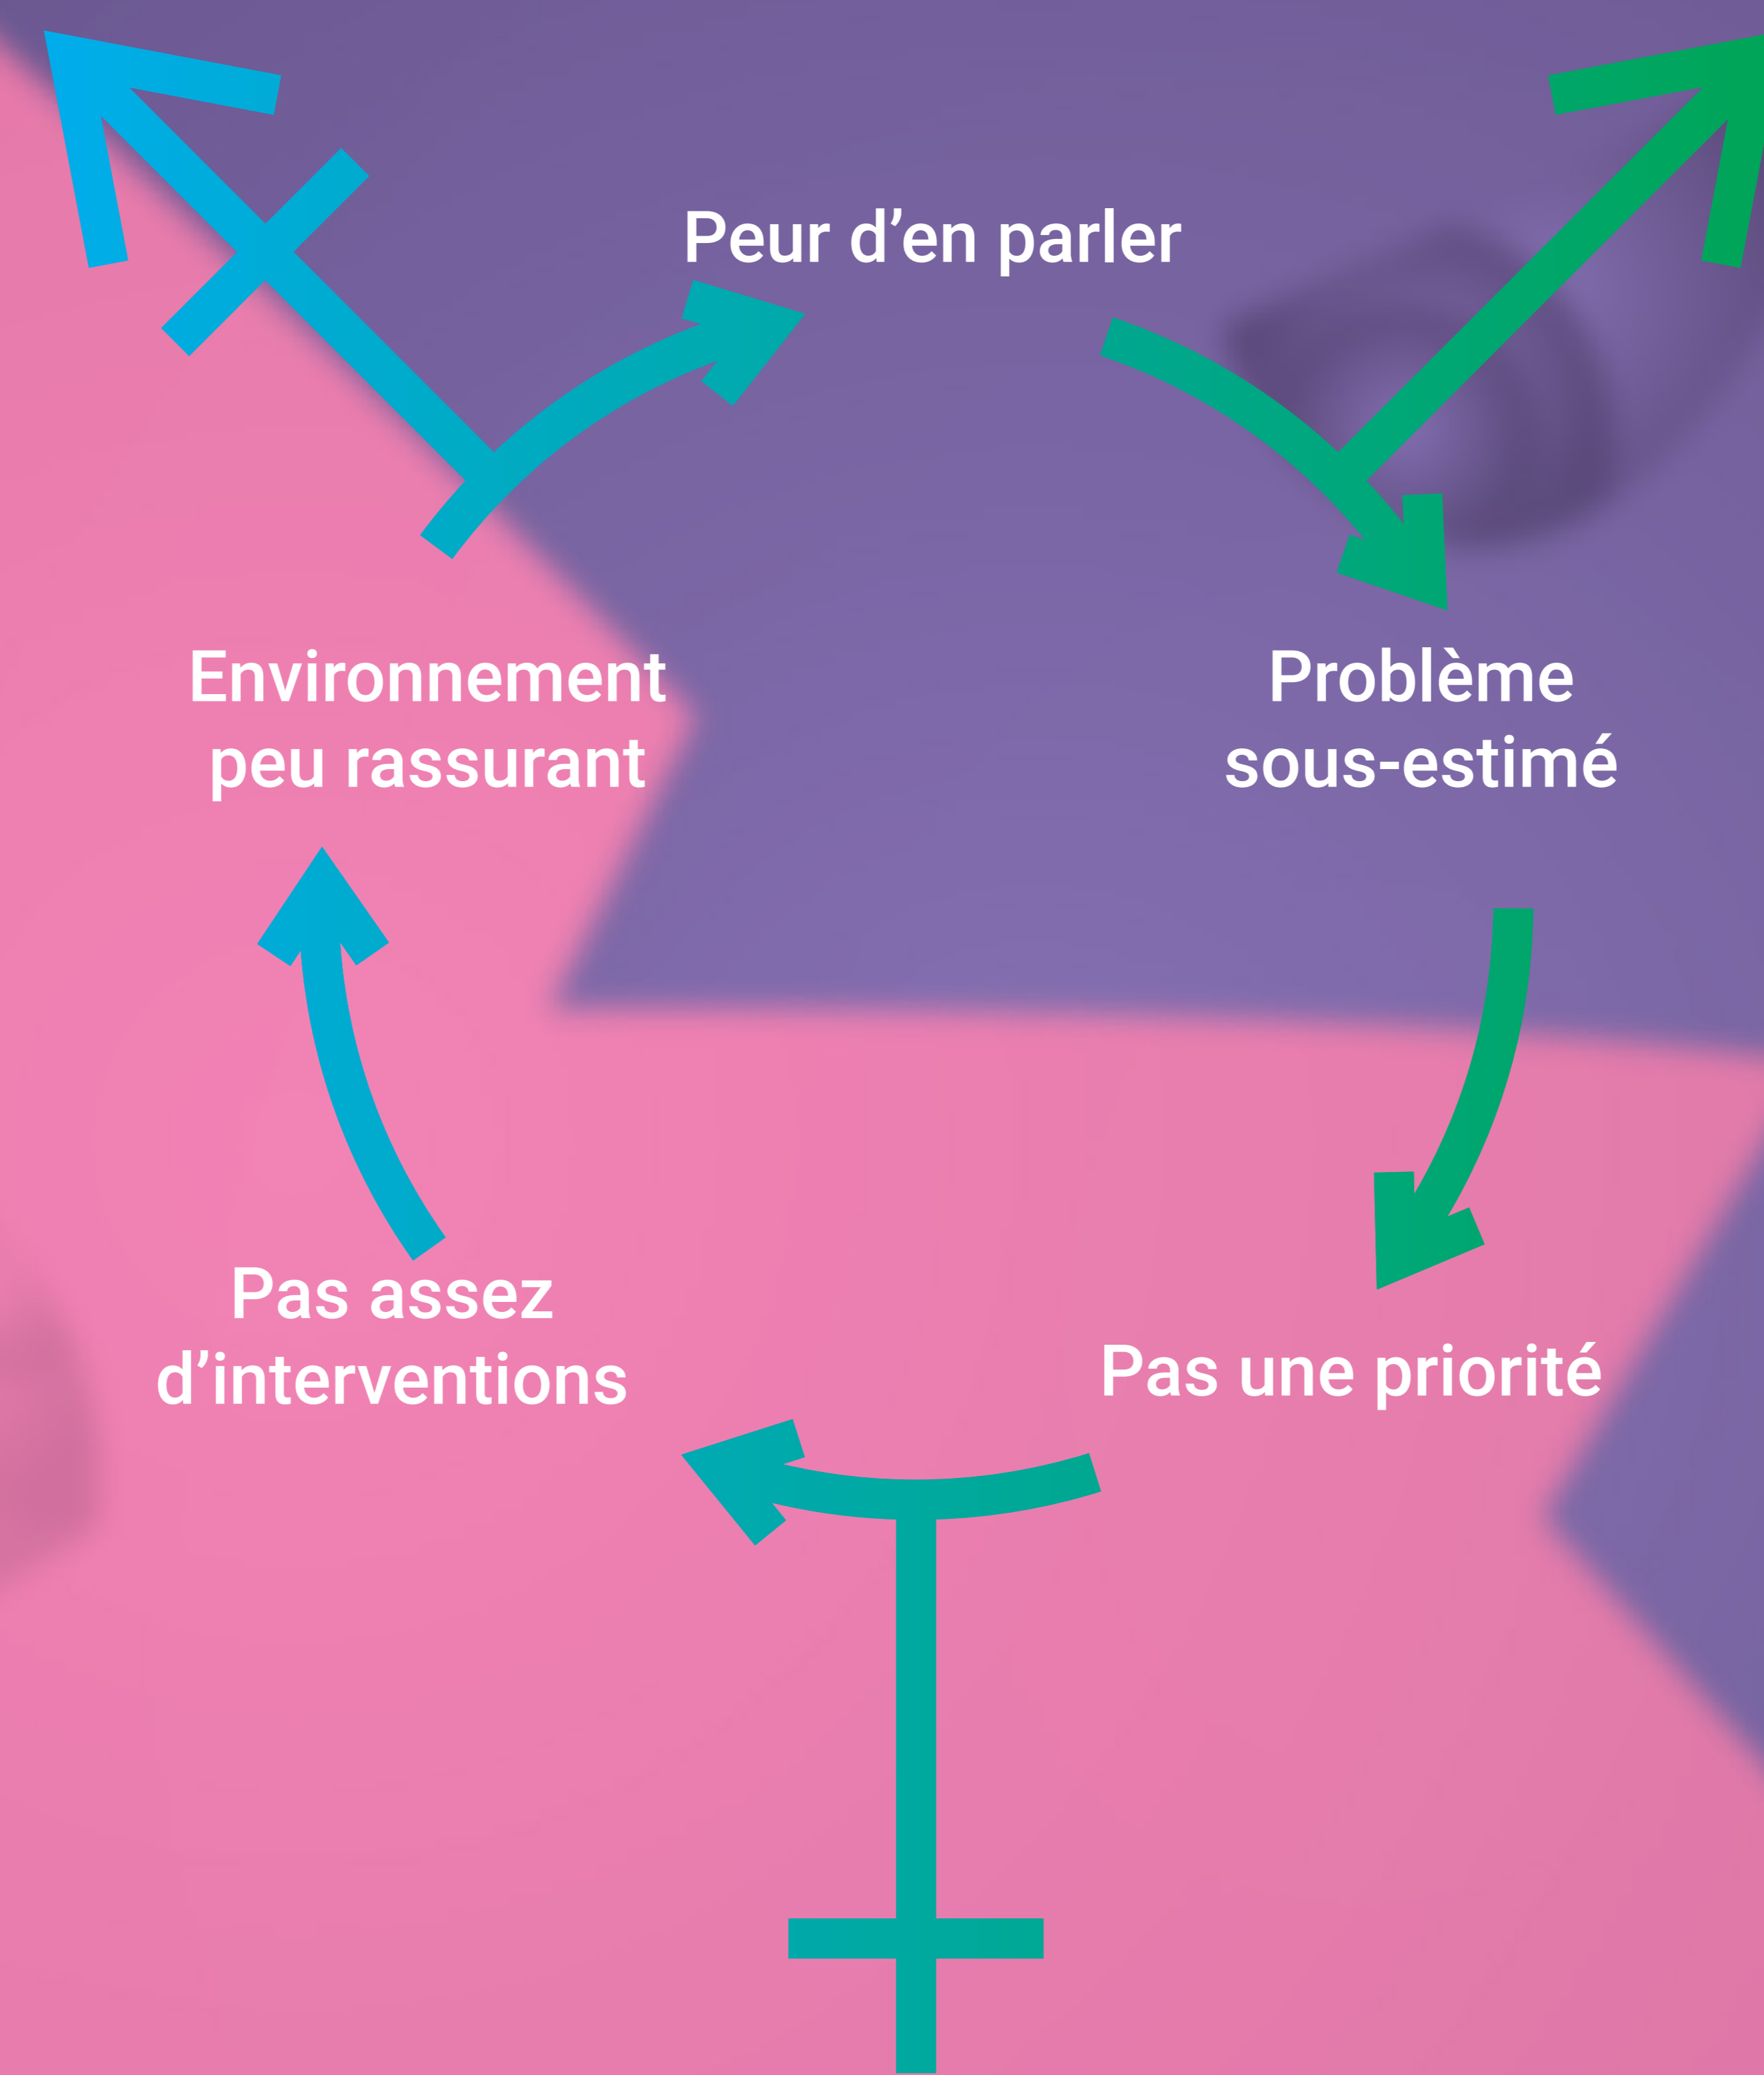 Peur d’en parler
Environnement
peu rassurant
Problème
sous-estimé
Pas assez
d’interventions
Pas une priorité